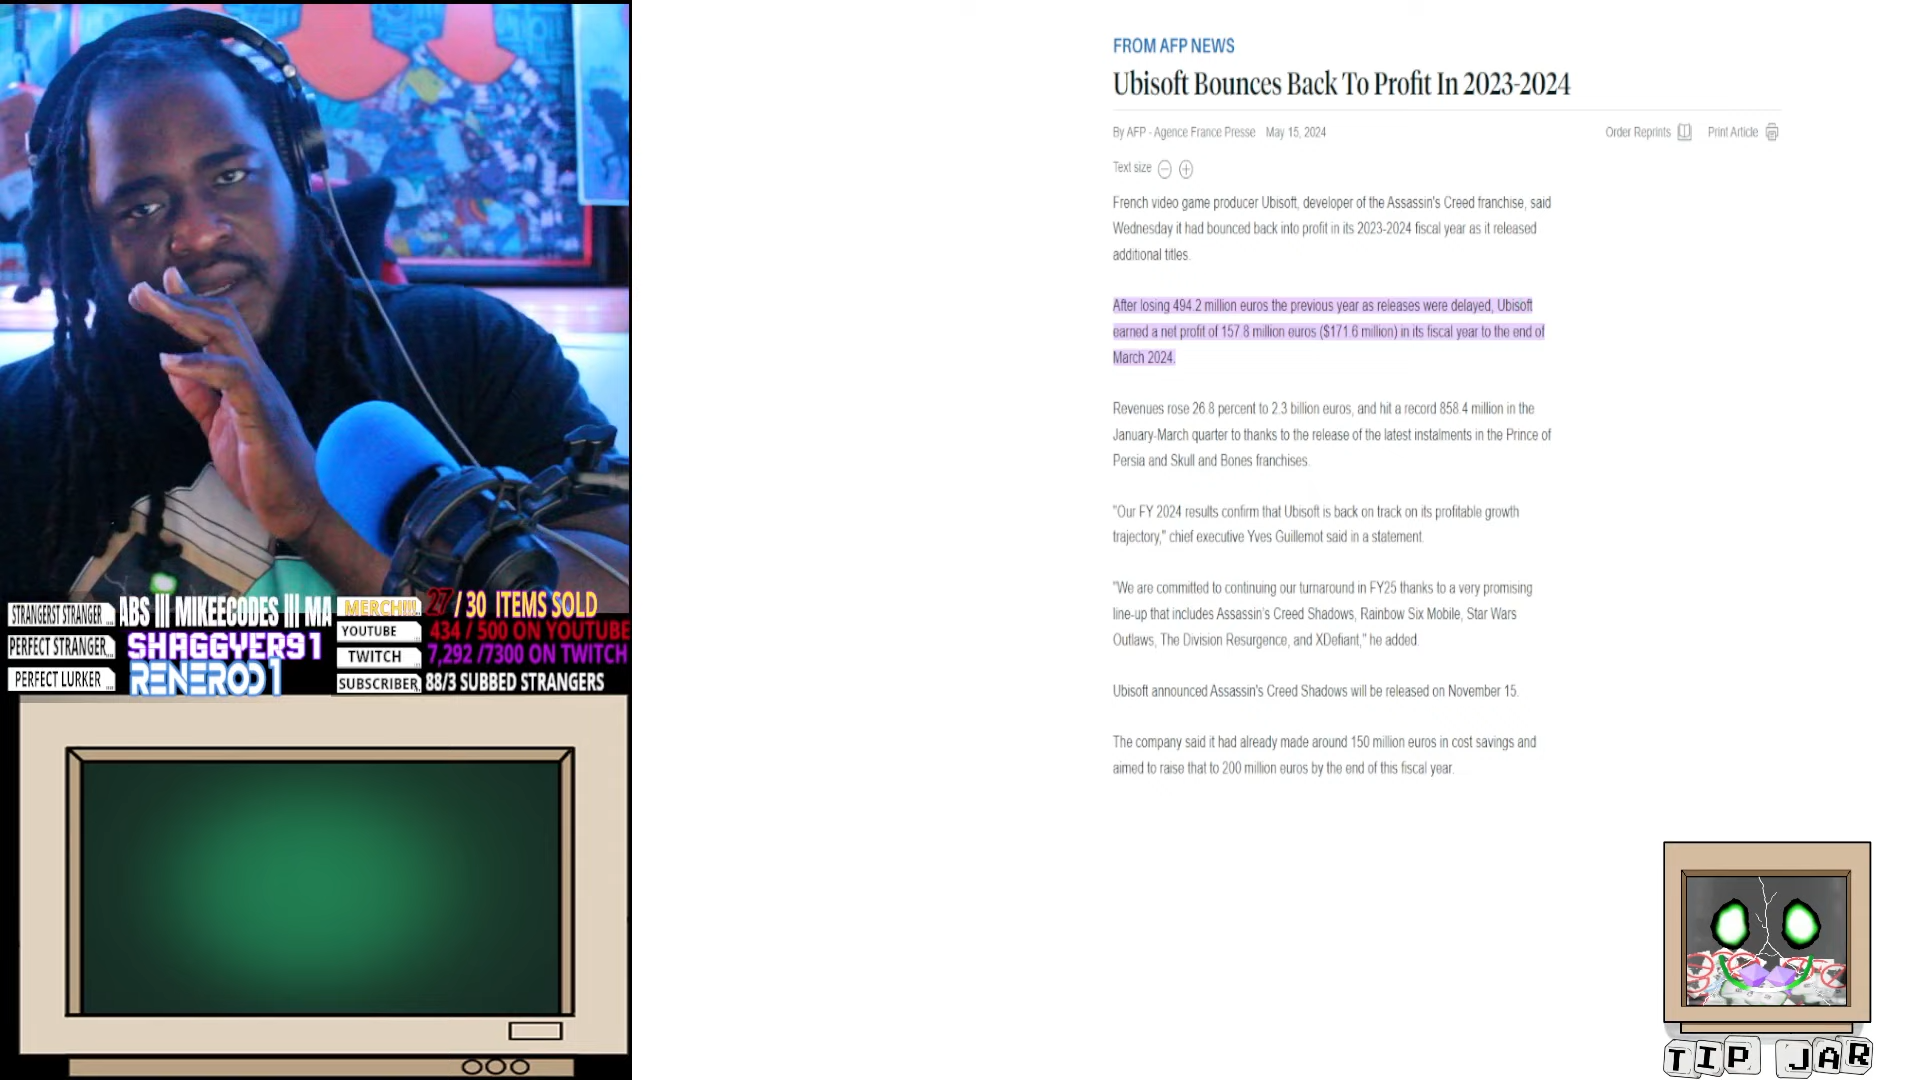 FROM AFP NEWS
Ubisoft Bounces Back To Profit In 2023-2024
By AFP - Agence France Presse May 15, 2024
Order Reprints Print Article
Text size
French video game producer Ubisoft, developer of the Assassin's Creed franchise, said
Wednesday it had bounced back into profit in its 2023-2024 fiscal year as it released
additional titles.
After losing 494.2 million euros the previous year as releases were delayed, Ubisoft
earned a net profit of 157.8 million euros ($171.6 million) in its fiscal year to the end of
March 2024.
Revenues rose 26.8 percent to 2.3 billion euros, and hit a record 858.4 million in the
January-March quarter to thanks to the release of the latest instalments in the Prince of
Persia and Skull and Bones franchises.
"Our FY 2024 results confirm that Ubisoft is back on track on its profitable growth
trajectory," chief executive Yves Guillemot said in a statement.
"We are committed to continuing our turnaround in FY25 thanks to a very promising
line-up that includes Assassin's Creed Shadows, Rainbow Six Mobile, Star Wars
Outlaws, The Division Resurgence, and XDefiant," he added.
Ubisoft announced Assassin's Creed Shadows will be released on November 15.
The company said it had already made around 150 million euros in cost savings and
aimed to raise that to 200 million euros by the end of this fiscal year.
STRANGERST STRANGER... ABS ||| MIKEECODES ||| MA
PERFECT STRANGER... SHAGGYER91
PERFECT LURKER ... RENEROD1
MERCH!!!... 27 / 30 ITEMS SOLD
YOUTUBE ... 434 / 500 ON YOUTUBE
TWITCH ... 7,292 /7300 ON TWITCH
SUBSCRIBER... 88/3 SUBBED STRANGERS
TIP JAR